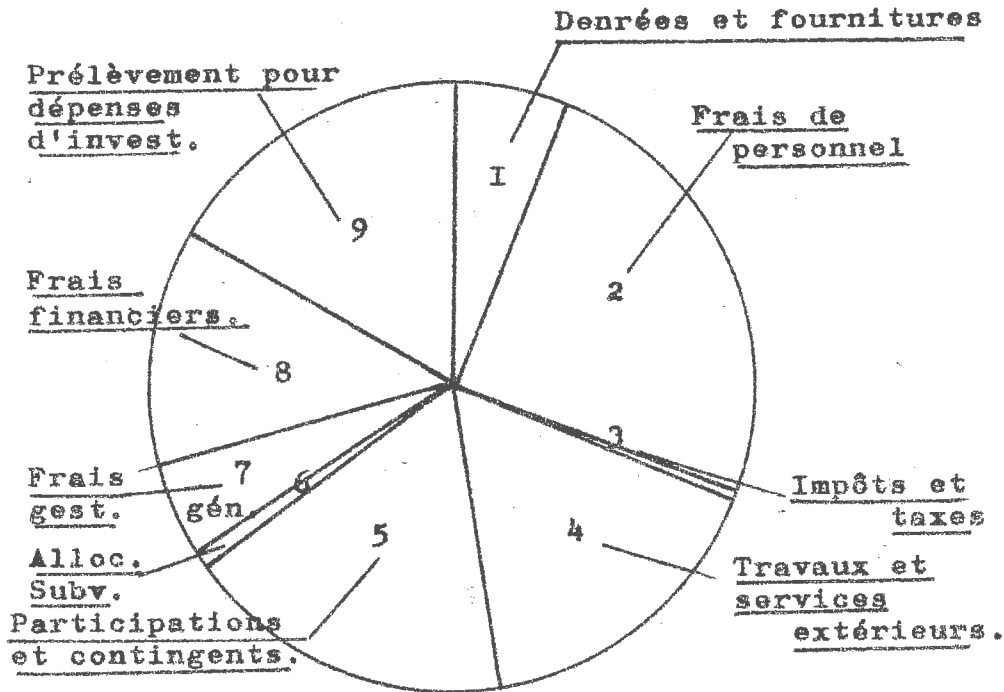 Denrées et fournitures
Prélèvement pour
dépenses
d'invest.
Frais de
personnel
I
9
2
Frais
financiers.
8
3
Frais
gest. gén.
7
6
Impôts et
taxes
5
4
Alloc.
Subv.
Travaux et
services
extérieurs.
Participations
et contingents.